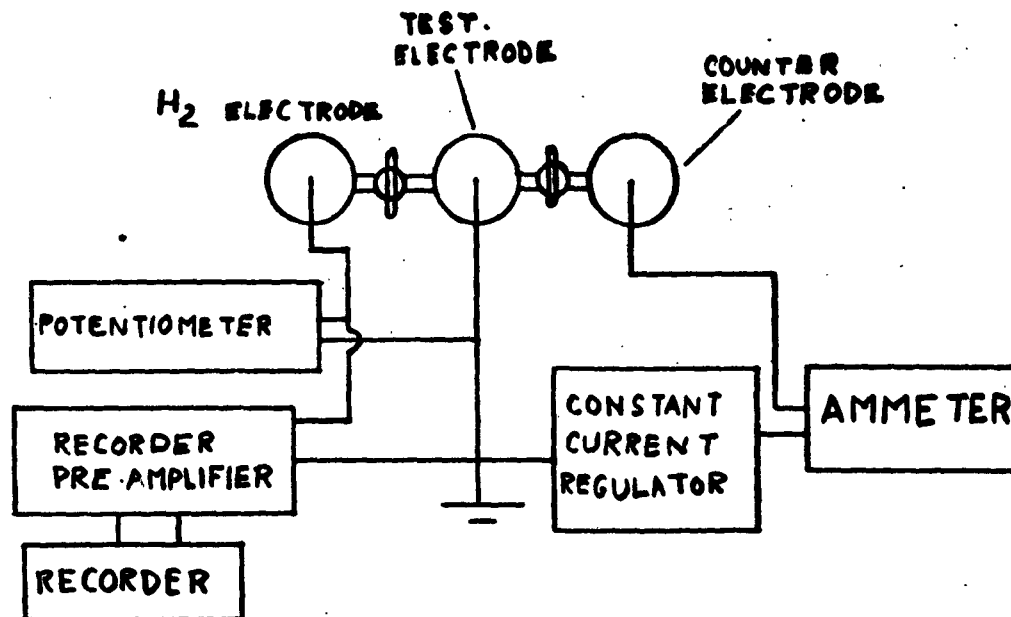 TEST.
ELECTRODE
COUNTER
ELECTRODE
H2 ELECTRODE
POTENTIOMETER
RECORDER
PRE-AMPLIFIER
CONSTANT
CURRENT
REGULATOR
AMMETER
RECORDER